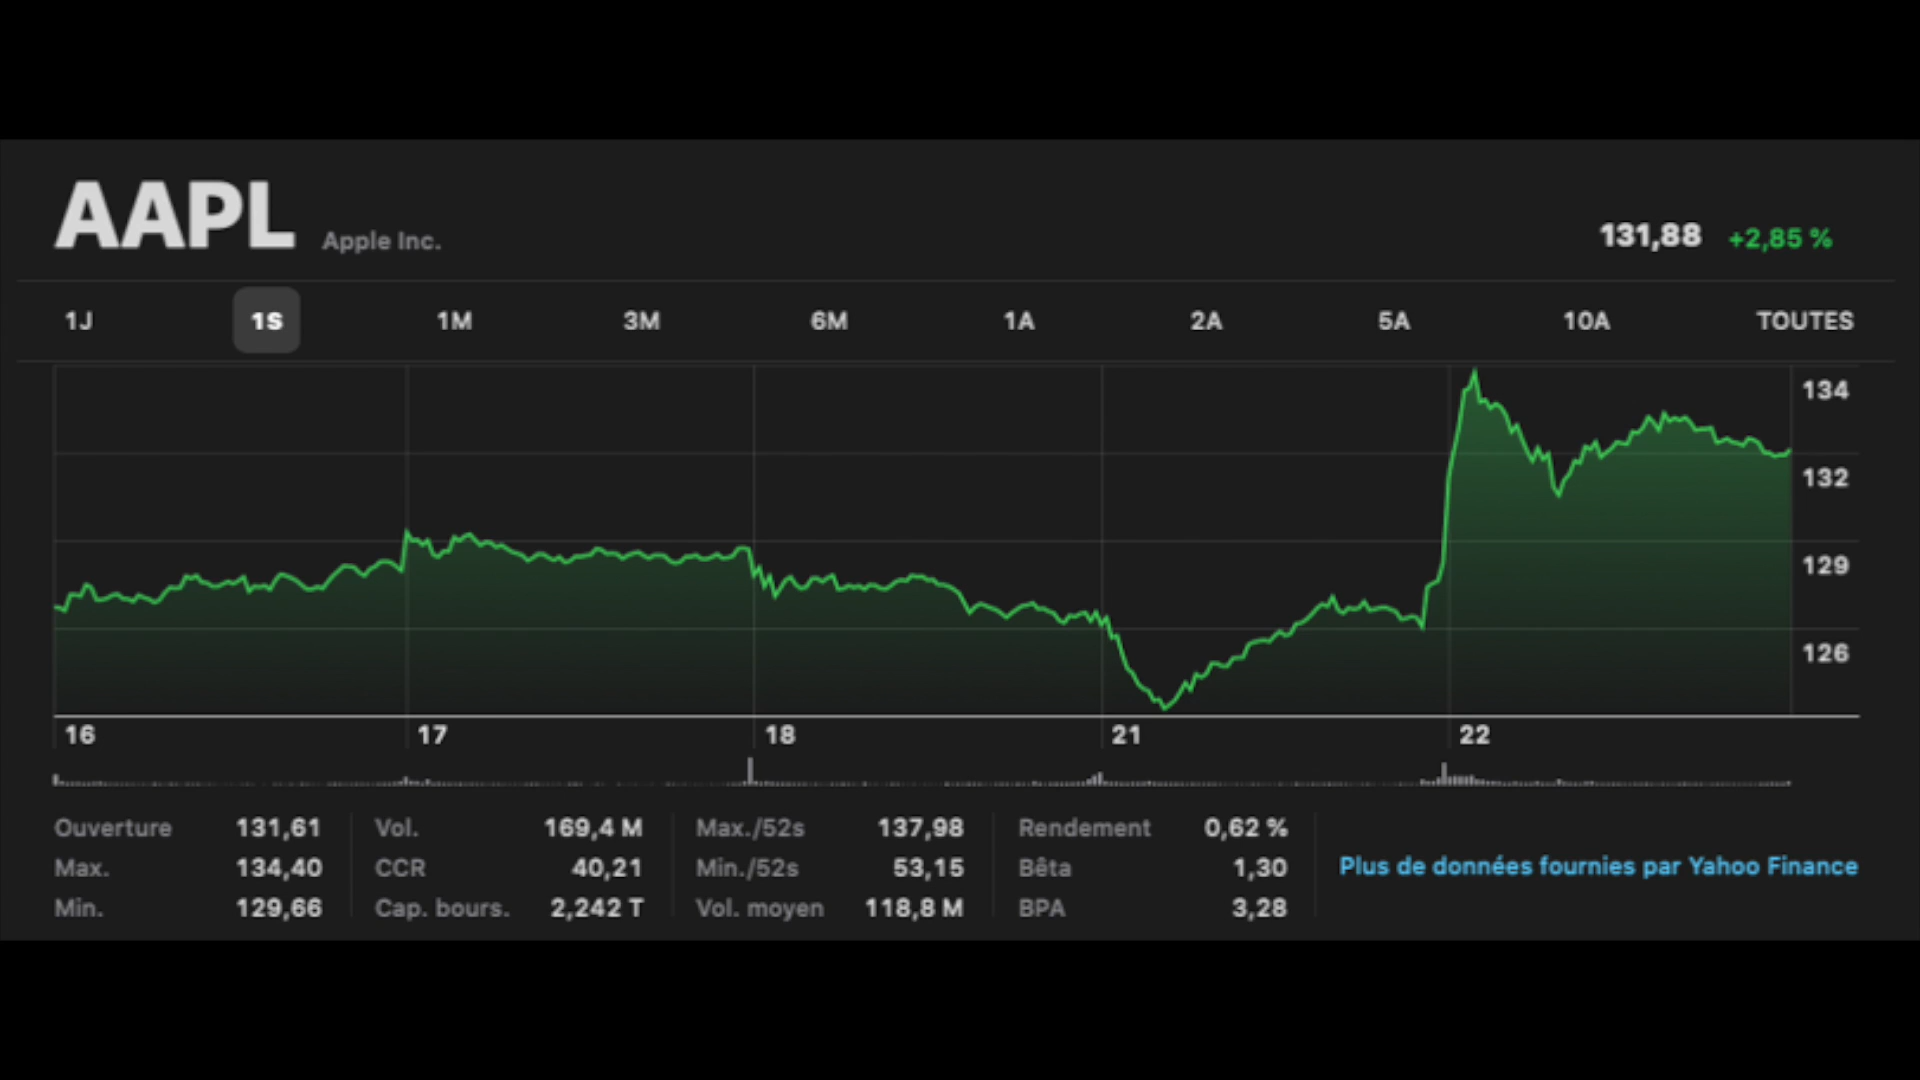 AAPL Apple Inc. 131,88 +2,85 %
1J 1S 1M 3M 6M 1A 2A 5A 10A TOUTES
134
132
129
126
16 17 18 21 22
Ouverture 131,61 Vol. 169,4 M Max./52s 137,98 Rendement 0,62 %
Max. 134,40 CCR 40,21 Min./52s 53,15 Bêta 1,30 Plus de données fournies par Yahoo Finance
Min. 129,66 Cap. bours. 2,242 T Vol. moyen 118,8 M BPA 3,28